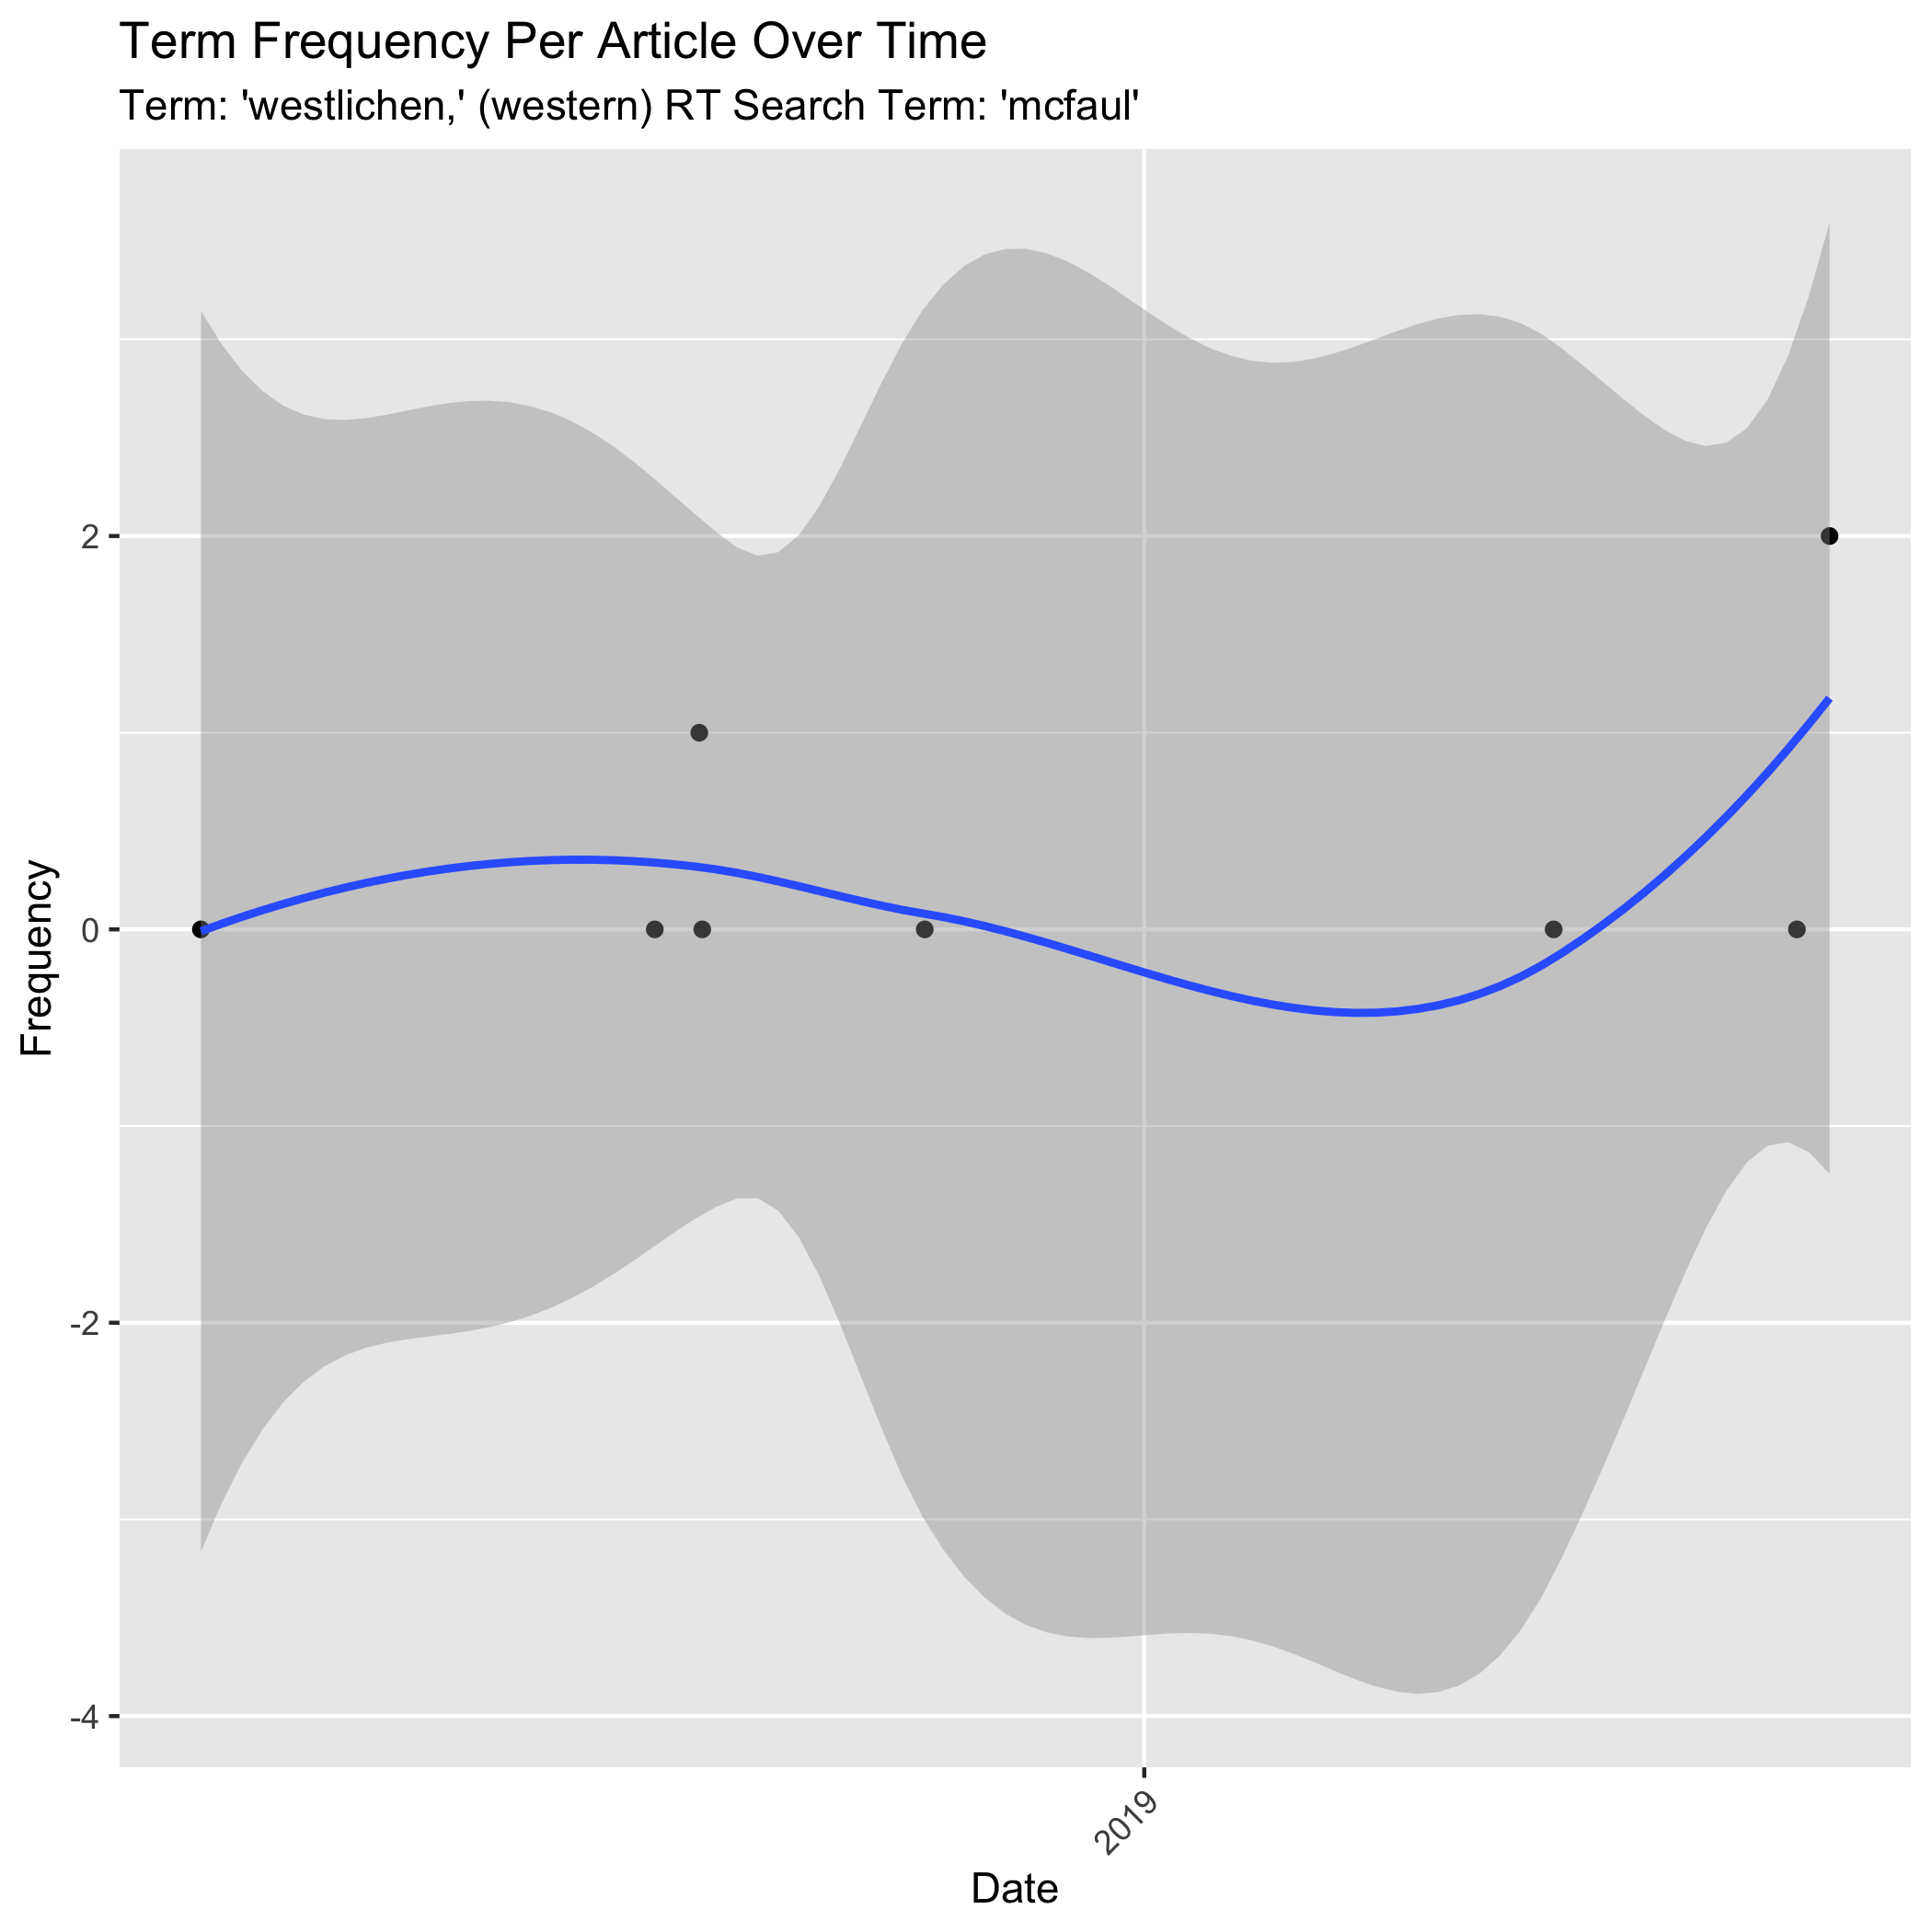 Term Frequency Per Article Over Time
Term: 'westlichen,' (western) RT Search Term: 'mcfaul'
Frequency
2
0
-2
-4
2019
Date